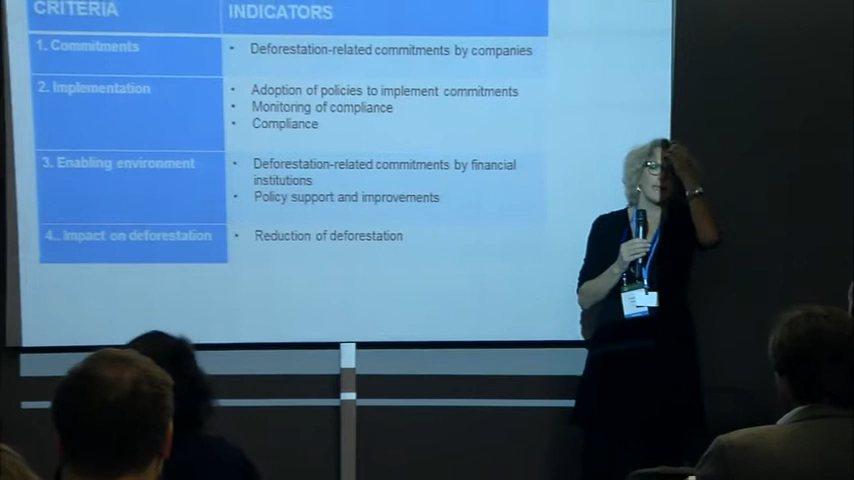 CRITERIA
INDICATORS
1. Commitments
• Deforestation-related commitments by companies
2. Implementation
• Adoption of policies to implement commitments
• Monitoring of compliance
• Compliance
3. Enabling environment
• Deforestation-related commitments by financial
institutions
• Policy support and improvements
4.. Impact on deforestation
• Reduction of deforestation